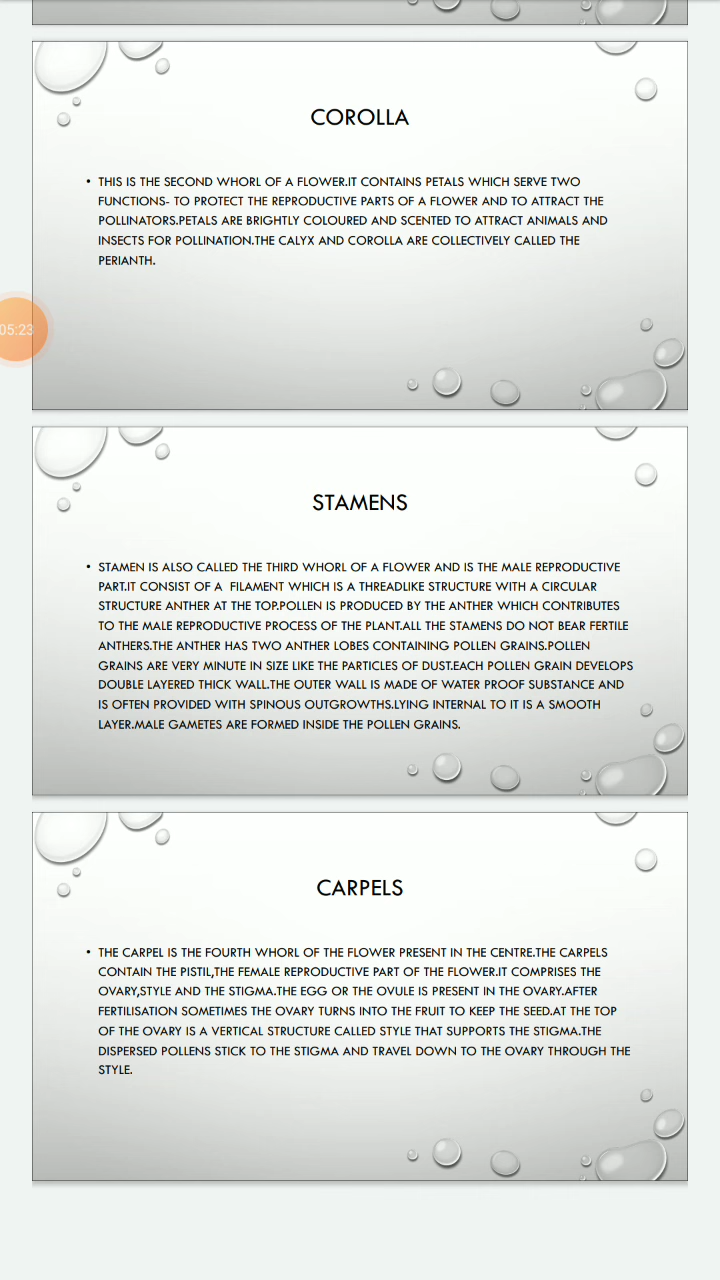 COROLLA
• THIS IS THE SECOND WHORL OF A FLOWER.IT CONTAINS PETALS WHICH SERVE TWO
FUNCTIONS- TO PROTECT THE REPRODUCTIVE PARTS OF A FLOWER AND TO ATTRACT THE
POLLINATORS.PETALS ARE BRIGHTLY COLOURED AND SCENTED TO ATTRACT ANIMALS AND
INSECTS FOR POLLINATION.THE CALYX AND COROLLA ARE COLLECTIVELY CALLED THE
PERIANTH.
05:23
STAMENS
• STAMEN IS ALSO CALLED THE THIRD WHORL OF A FLOWER AND IS THE MALE REPRODUCTIVE
PART.IT CONSIST OF A  FILAMENT WHICH IS A THREADLIKE STRUCTURE WITH A CIRCULAR
STRUCTURE ANTHER AT THE TOP.POLLEN IS PRODUCED BY THE ANTHER WHICH CONTRIBUTES
TO THE MALE REPRODUCTIVE PROCESS OF THE PLANT.ALL THE STAMENS DO NOT BEAR FERTILE
ANTHERS.THE ANTHER HAS TWO ANTHER LOBES CONTAINING POLLEN GRAINS.POLLEN
GRAINS ARE VERY MINUTE IN SIZE LIKE THE PARTICLES OF DUST.EACH POLLEN GRAIN DEVELOPS
DOUBLE LAYERED THICK WALL.THE OUTER WALL IS MADE OF WATER PROOF SUBSTANCE AND
IS OFTEN PROVIDED WITH SPINOUS OUTGROWTHS.LYING INTERNAL TO IT IS A SMOOTH
LAYER.MALE GAMETES ARE FORMED INSIDE THE POLLEN GRAINS.
CARPELS
• THE CARPEL IS THE FOURTH WHORL OF THE FLOWER PRESENT IN THE CENTRE.THE CARPELS
CONTAIN THE PISTIL,THE FEMALE REPRODUCTIVE PART OF THE FLOWER.IT COMPRISES THE
OVARY,STYLE AND THE STIGMA.THE EGG OR THE OVULE IS PRESENT IN THE OVARY.AFTER
FERTILISATION SOMETIMES THE OVARY TURNS INTO THE FRUIT TO KEEP THE SEED.AT THE TOP
OF THE OVARY IS A VERTICAL STRUCTURE CALLED STYLE THAT SUPPORTS THE STIGMA.THE
DISPERSED POLLENS STICK TO THE STIGMA AND TRAVEL DOWN TO THE OVARY THROUGH THE
STYLE.